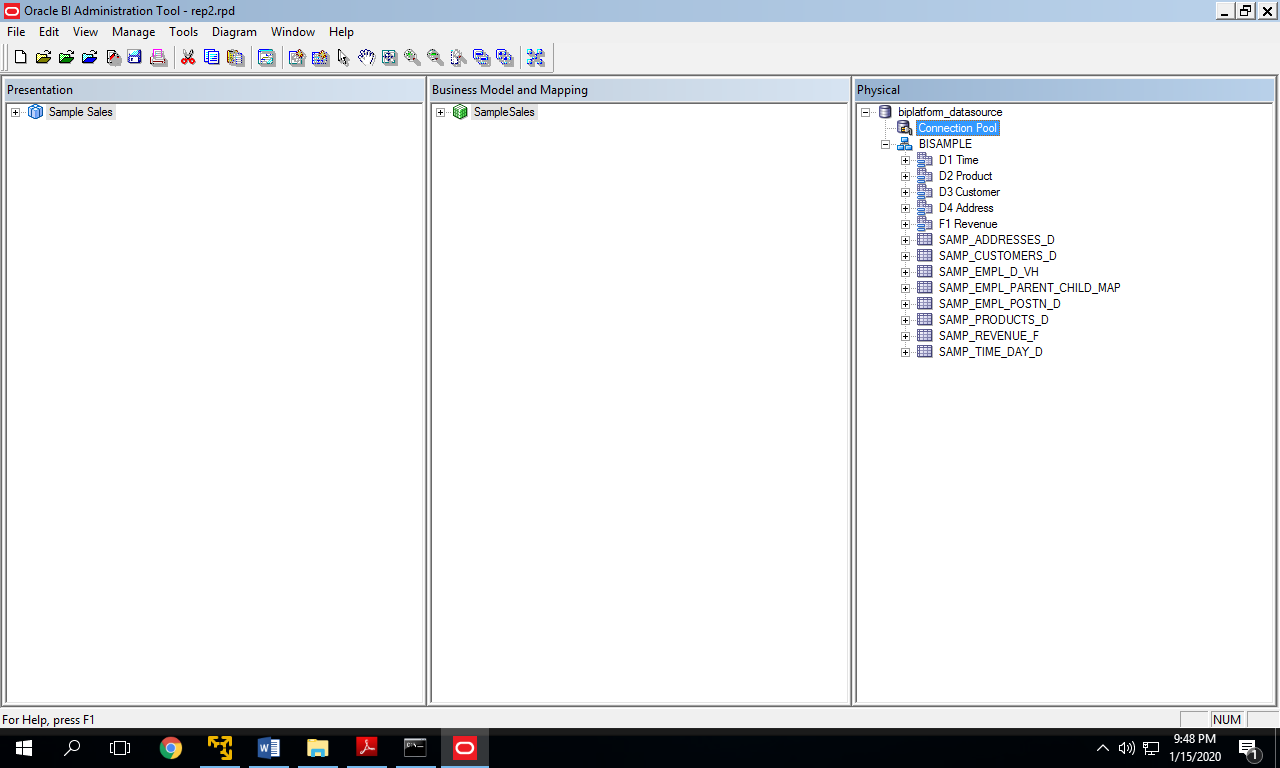 Oracle BI Administration Tool - rep2.rpd
File Edit View Manage Tools Diagram Window Help
Presentation
Sample Sales
Business Model and Mapping
SampleSales
Physical
biplatform_datasource
Connection Pool
BISAMPLE
D1 Time
D2 Product
D3 Customer
D4 Address
F1 Revenue
SAMP_ADDRESSES_D
SAMP_CUSTOMERS_D
SAMP_EMPL_D_VH
SAMP_EMPL_PARENT_CHILD_MAP
SAMP_EMPL_POSTN_D
SAMP_PRODUCTS_D
SAMP_REVENUE_F
SAMP_TIME_DAY_D
For Help, press F1
NUM
9:48 PM
1/15/2020
1